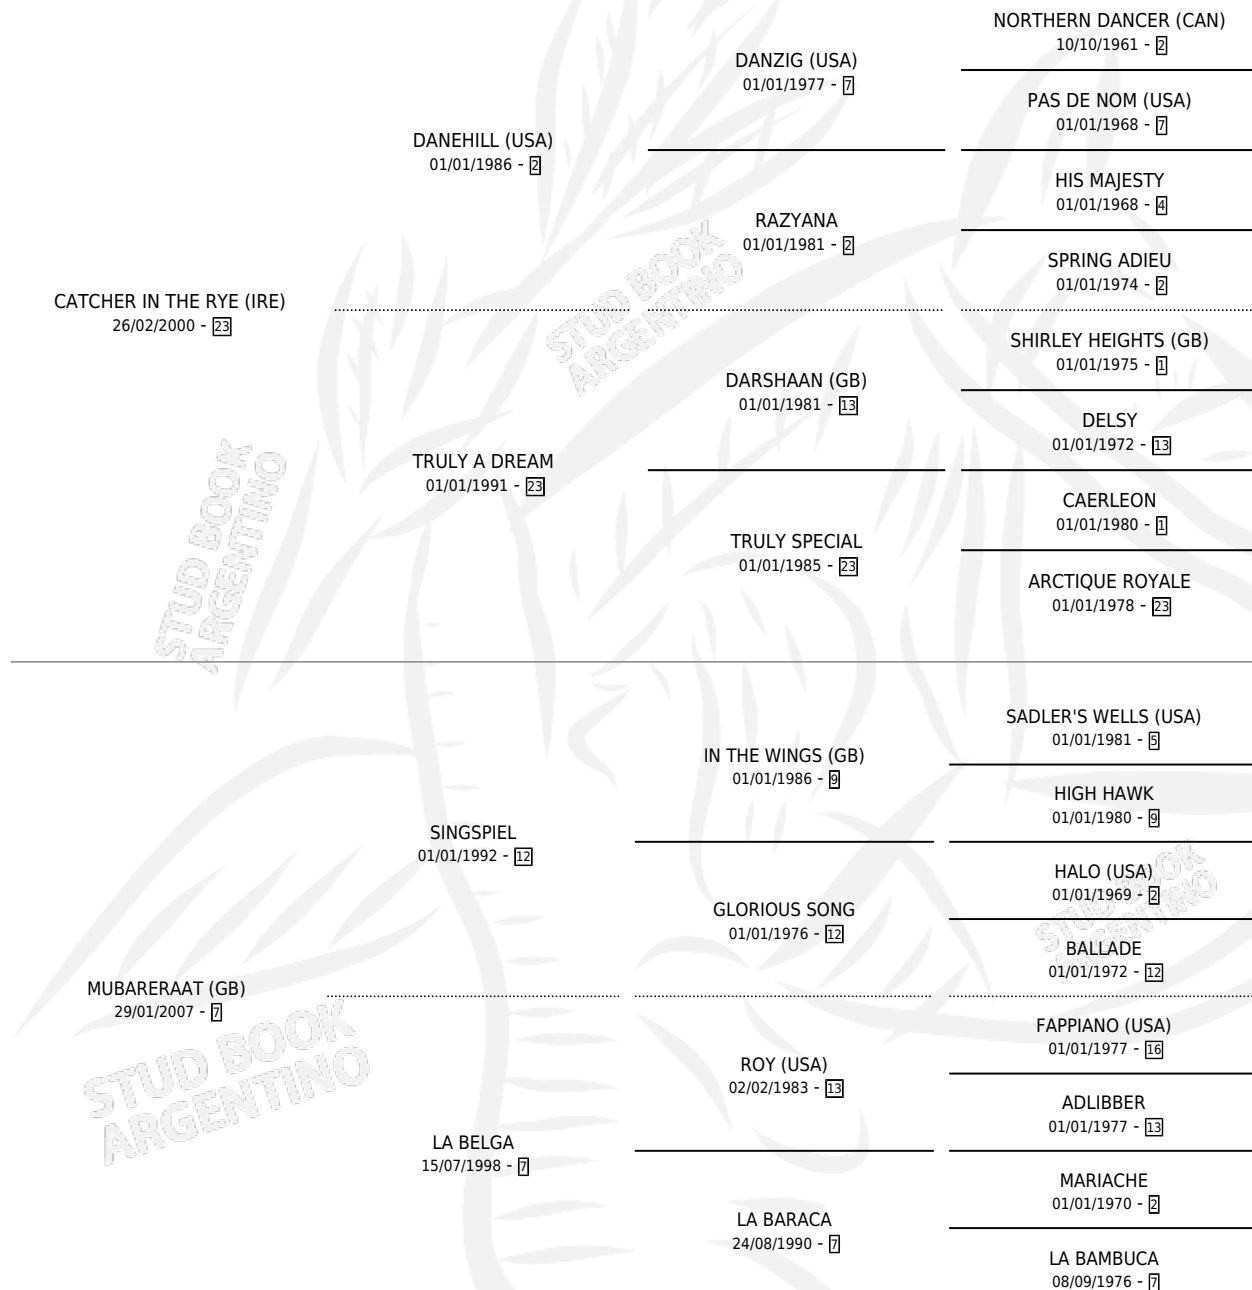 NORTHERN DANCER (CAN)
10/10/1961 - 2
DANZIG (USA)
01/01/1977 - 7
PAS DE NOM (USA)
01/01/1968 - 7
DANEHILL (USA)
01/01/1986 - 2
HIS MAJESTY
01/01/1968 - 4
RAZYANA
01/01/1981 - 2
SPRING ADIEU
01/01/1974 - 2
CATCHER IN THE RYE (IRE)
26/02/2000 - 23
SHIRLEY HEIGHTS (GB)
01/01/1975 - 1
DARSHAAN (GB)
01/01/1981 - 13
DELSY
01/01/1972 - 13
TRULY A DREAM
01/01/1991 - 23
CAERLEON
01/01/1980 - 1
TRULY SPECIAL
01/01/1985 - 23
ARCTIQUE ROYALE
01/01/1978 - 23
SADLER'S WELLS (USA)
01/01/1981 - 5
IN THE WINGS (GB)
01/01/1986 - 9
HIGH HAWK
01/01/1980 - 9
SINGSPIEL
01/01/1992 - 12
HALO (USA)
01/01/1969 - 2
GLORIOUS SONG
01/01/1976 - 12
BALLADE
01/01/1972 - 12
MUBARERAAT (GB)
29/01/2007 - 7
FAPPIANO (USA)
01/01/1977 - 16
ROY (USA)
02/02/1983 - 13
ADLIBBER
01/01/1977 - 13
LA BELGA
15/07/1998 - 7
MARIACHE
01/01/1970 - 2
LA BARACA
24/08/1990 - 7
LA BAMBUCA
08/09/1976 - 7
STUD BOOK
ARGENTINO
STUD BOOK
ARGENTINO
STUD BOOK
ARGENTINO
STUD BOOK
ARGENTINO